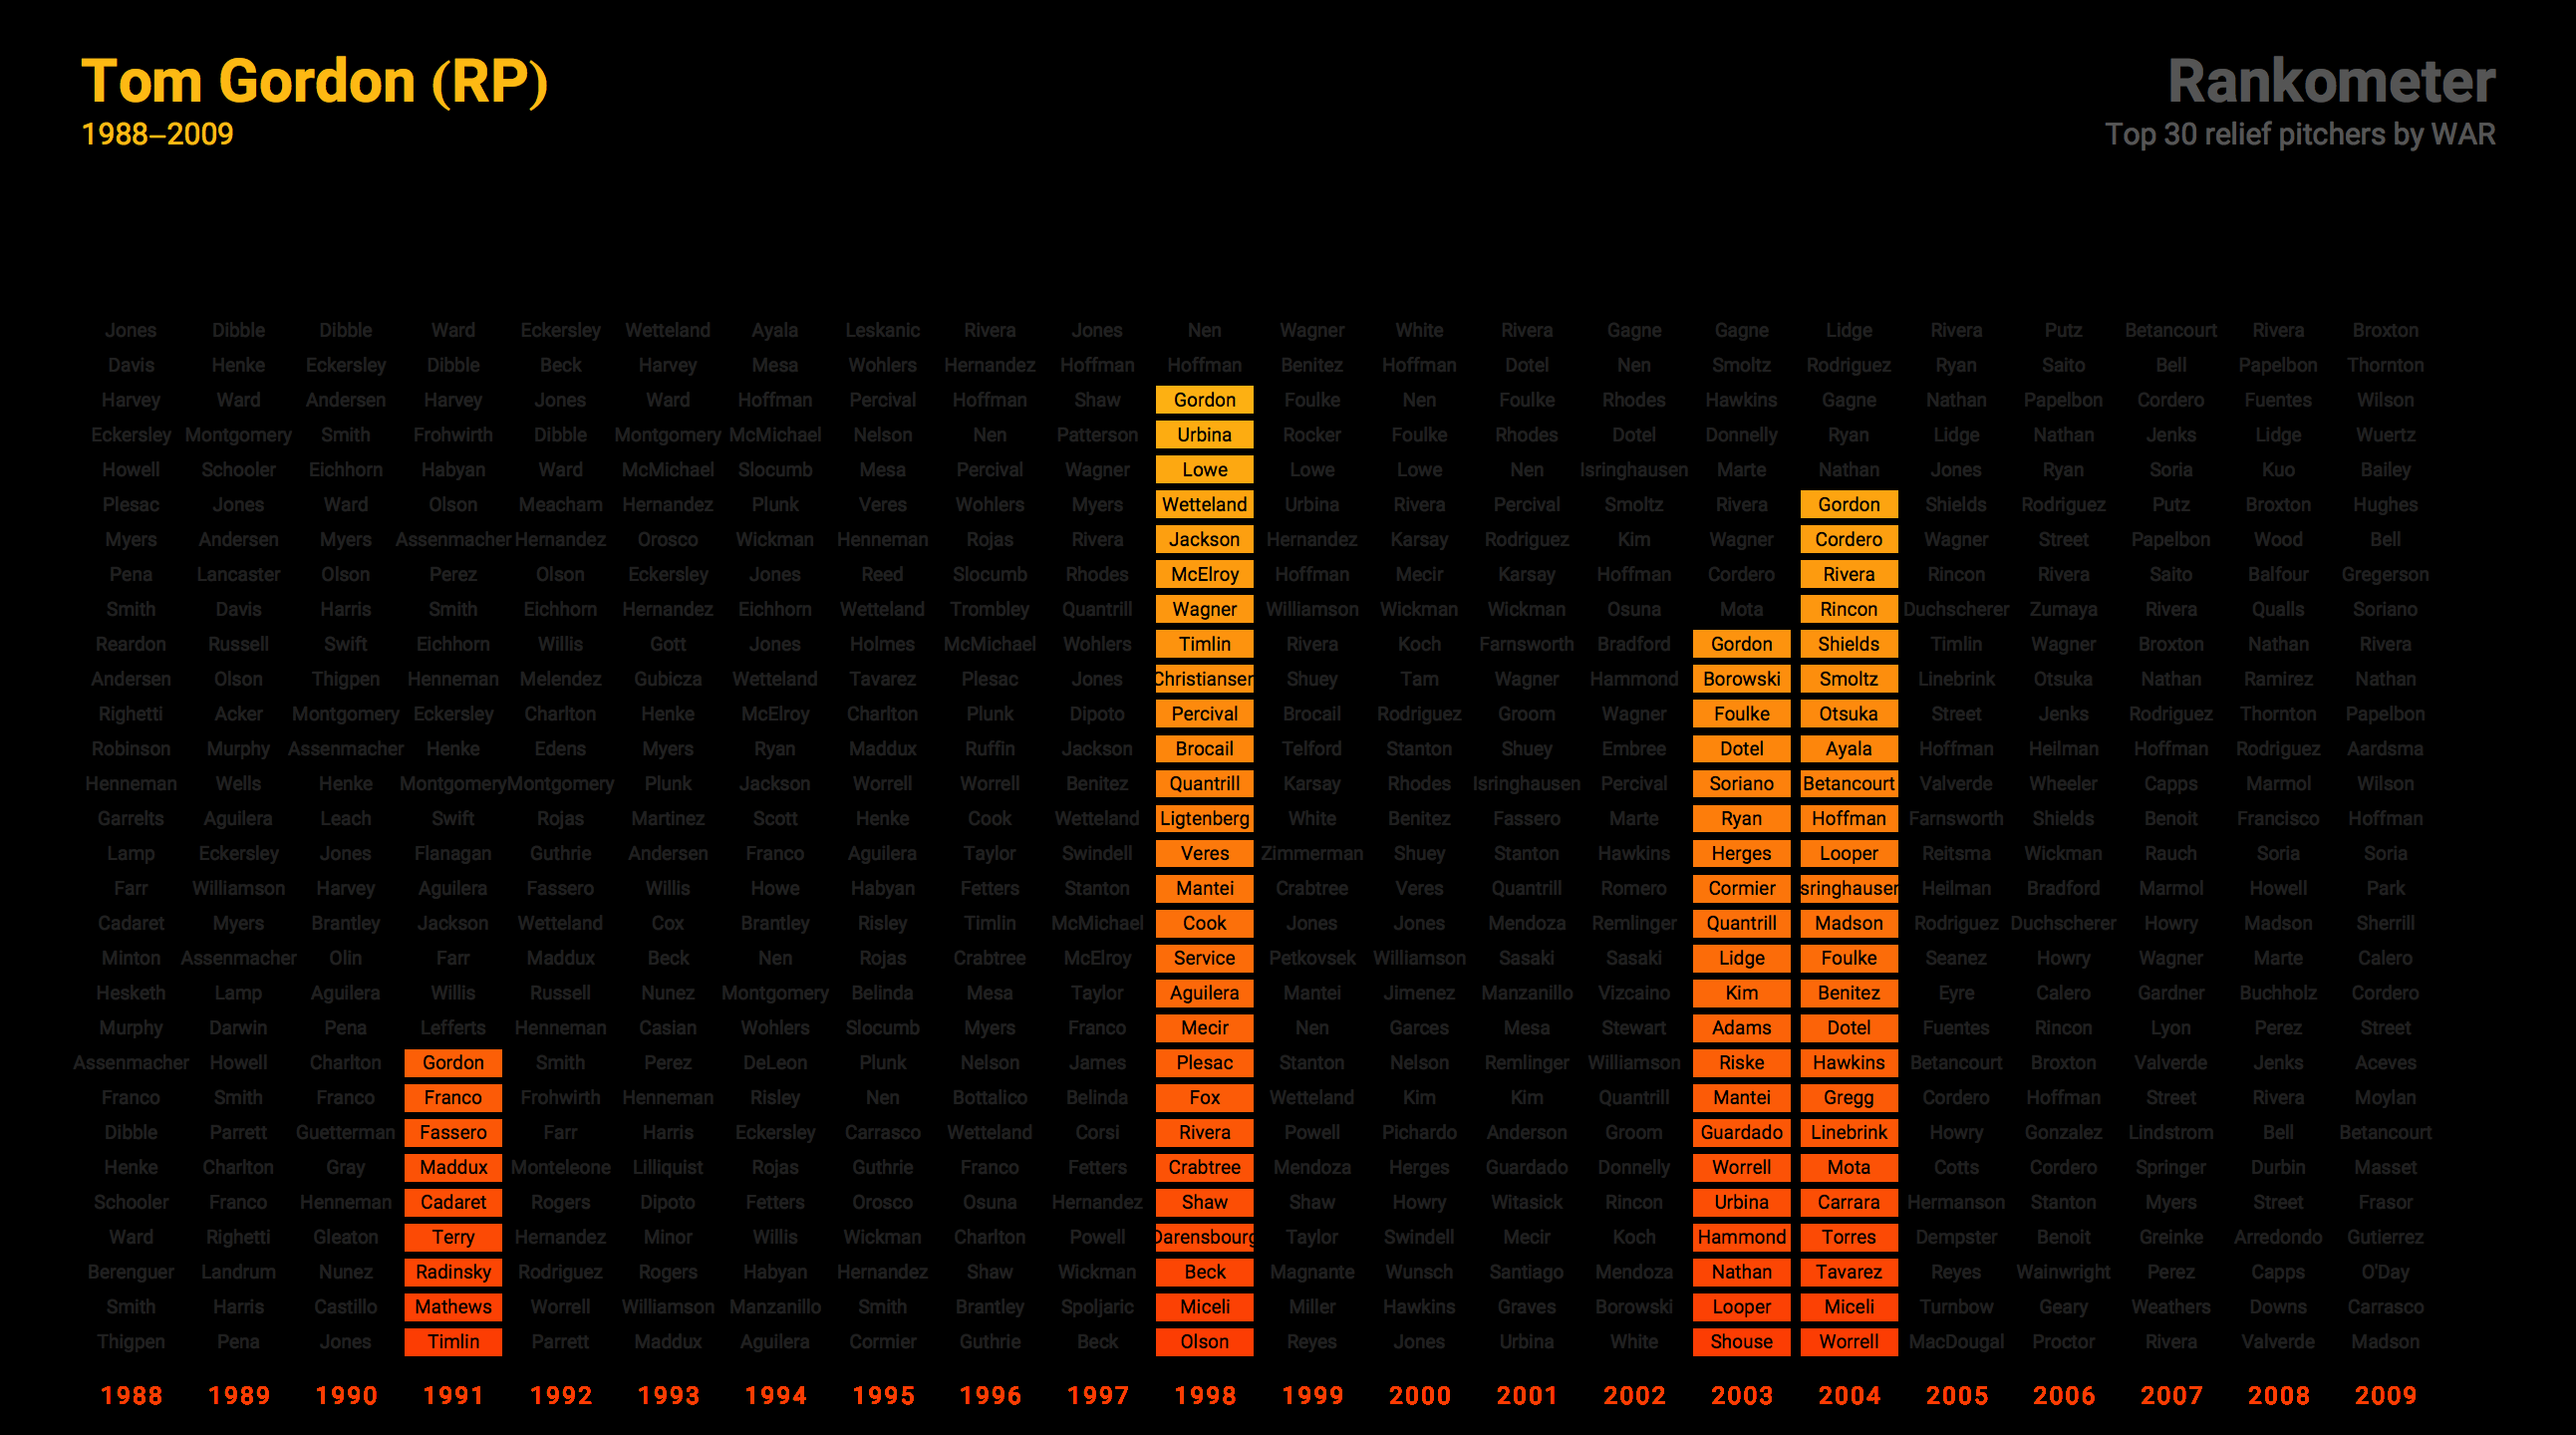 Tom Gordon (RP) Rankometer
1988–2009 Top 30 relief pitchers by WAR
Jones Dibble Dibble Ward Eckersley Wetteland Ayala Leskanic Rivera Jones Nen Wagner White Rivera Gagne Gagne Lidge Rivera Putz Betancourt Rivera Broxton
Davis Henke Eckersley Dibble Beck Harvey Mesa Wohlers Hernandez Hoffman Hoffman Benitez Hoffman Dotel Nen Smoltz Rodriguez Ryan Saito Bell Papelbon Thornton
Harvey Ward Andersen Harvey Jones Ward Hoffman Percival Hoffman Shaw Gordon Foulke Nen Foulke Rhodes Hawkins Gagne Nathan Papelbon Cordero Fuentes Wilson
Eckersley Montgomery Smith Frohwirth Dibble Montgomery McMichael Nelson Nen Patterson Urbina Rocker Foulke Rhodes Dotel Donnelly Ryan Lidge Nathan Jenks Lidge Wuertz
Howell Schooler Eichhorn Habyan Ward McMichael Slocumb Mesa Percival Wagner Lowe Lowe Lowe Nen Isringhausen Marte Nathan Jones Ryan Soria Kuo Bailey
Plesac Jones Ward Olson Meacham Hernandez Plunk Veres Wohlers Myers Wetteland Urbina Rivera Percival Smoltz Rivera Gordon Shields Rodriguez Putz Broxton Hughes
Myers Andersen Myers Assenmacher Hernandez Orosco Wickman Henneman Rojas Rivera Jackson Hernandez Karsay Rodriguez Kim Wagner Cordero Wagner Street Papelbon Wood Bell
Pena Lancaster Olson Perez Olson Eckersley Jones Reed Slocumb Rhodes McElroy Hoffman Mecir Karsay Hoffman Cordero Rivera Rincon Rivera Saito Balfour Gregerson
Smith Davis Harris Smith Eichhorn Hernandez Eichhorn Wetteland Trombley Quantrill Wagner Williamson Wickman Wickman Osuna Mota Rincon Duchscherer Zumaya Rivera Qualls Soriano
Reardon Russell Swift Eichhorn Willis Gott Jones Holmes McMichael Wohlers Timlin Rivera Koch Farnsworth Bradford Gordon Shields Timlin Wagner Broxton Nathan Rivera
Andersen Olson Thigpen Henneman Melendez Gubicza Wetteland Tavarez Plesac Jones Christiansen Shuey Tam Wagner Hammond Borowski Smoltz Linebrink Otsuka Nathan Ramirez Nathan
Righetti Acker Montgomery Eckersley Charlton Henke McElroy Charlton Plunk Dipoto Percival Brocail Rodriguez Groom Wagner Foulke Otsuka Street Jenks Rodriguez Thornton Papelbon
Robinson Murphy Assenmacher Henke Edens Myers Ryan Maddux Ruffin Jackson Brocail Telford Stanton Shuey Embree Dotel Ayala Hoffman Heilman Hoffman Rodriguez Aardsma
Henneman Wells Henke Montgomery Montgomery Plunk Jackson Worrell Worrell Benitez Quantrill Karsay Rhodes Isringhausen Percival Soriano Betancourt Valverde Wheeler Capps Marmol Wilson
Garrelts Aguilera Leach Swift Rojas Martinez Scott Henke Cook Wetteland Ligtenberg White Benitez Fassero Marte Ryan Hoffman Farnsworth Shields Benoit Francisco Hoffman
Lamp Eckersley Jones Flanagan Guthrie Andersen Franco Aguilera Taylor Swindell Veres Zimmerman Shuey Stanton Hawkins Herges Looper Reitsma Wickman Rauch Soria Soria
Farr Williamson Harvey Aguilera Fassero Willis Howe Habyan Fetters Stanton Mantei Crabtree Veres Quantrill Romero Cormier sringhauser Heilman Bradford Marmol Howell Park
Cadaret Myers Brantley Jackson Wetteland Cox Brantley Risley Timlin McMichael Cook Jones Jones Mendoza Remlinger Quantrill Madson Rodriguez Duchscherer Howry Madson Sherrill
Minton Assenmacher Olin Farr Maddux Beck Nen Rojas Crabtree McElroy Service Petkovsek Williamson Sasaki Sasaki Lidge Foulke Seanez Howry Wagner Marte Calero
Hesketh Lamp Aguilera Willis Russell Nunez Montgomery Belinda Mesa Taylor Aguilera Mantei Jimenez Manzanillo Vizcaino Kim Benitez Eyre Calero Gardner Buchholz Cordero
Murphy Darwin Pena Lefferts Henneman Casian Wohlers Slocumb Myers Franco Mecir Nen Garces Mesa Stewart Adams Dotel Fuentes Rincon Lyon Perez Street
Assenmacher Howell Charlton Gordon Smith Perez DeLeon Plunk Nelson James Plesac Stanton Nelson Remlinger Williamson Riske Hawkins Betancourt Broxton Valverde Jenks Aceves
Franco Smith Franco Franco Frohwirth Henneman Risley Nen Bottalico Belinda Fox Wetteland Kim Kim Quantrill Mantei Gregg Cordero Hoffman Street Rivera Moylan
Dibble Parrett Guetterman Fassero Farr Harris Eckersley Carrasco Wetteland Corsi Rivera Powell Pichardo Anderson Groom Guardado Linebrink Howry Gonzalez Lindstrom Bell Betancourt
Henke Charlton Gray Maddux Monteleone Lilliquist Rojas Guthrie Franco Fetters Crabtree Mendoza Herges Guardado Donnelly Worrell Mota Cotts Cordero Springer Durbin Masset
Schooler Franco Henneman Cadaret Rogers Dipoto Fetters Orosco Osuna Hernandez Shaw Shaw Howry Witasick Rincon Urbina Carrara Hermanson Stanton Myers Street Frasor
Ward Righetti Gleaton Terry Hernandez Minor Willis Wickman Charlton Powell Darensbourg Taylor Swindell Mecir Koch Hammond Torres Dempster Benoit Greinke Arredondo Gutierrez
Berenguer Landrum Nunez Radinsky Rodriguez Rogers Habyan Hernandez Shaw Wickman Beck Magnante Wunsch Santiago Mendoza Nathan Tavarez Reyes Wainwright Perez Capps O'Day
Smith Harris Castillo Mathews Worrell Williamson Manzanillo Smith Brantley Spoljaric Miceli Miller Hawkins Graves Borowski Looper Miceli Turnbow Geary Weathers Downs Carrasco
Thigpen Pena Jones Timlin Parrett Maddux Aguilera Cormier Guthrie Beck Olson Reyes Jones Urbina White Shouse Worrell MacDougal Proctor Rivera Valverde Madson
1988 1989 1990 1991 1992 1993 1994 1995 1996 1997 1998 1999 2000 2001 2002 2003 2004 2005 2006 2007 2008 2009